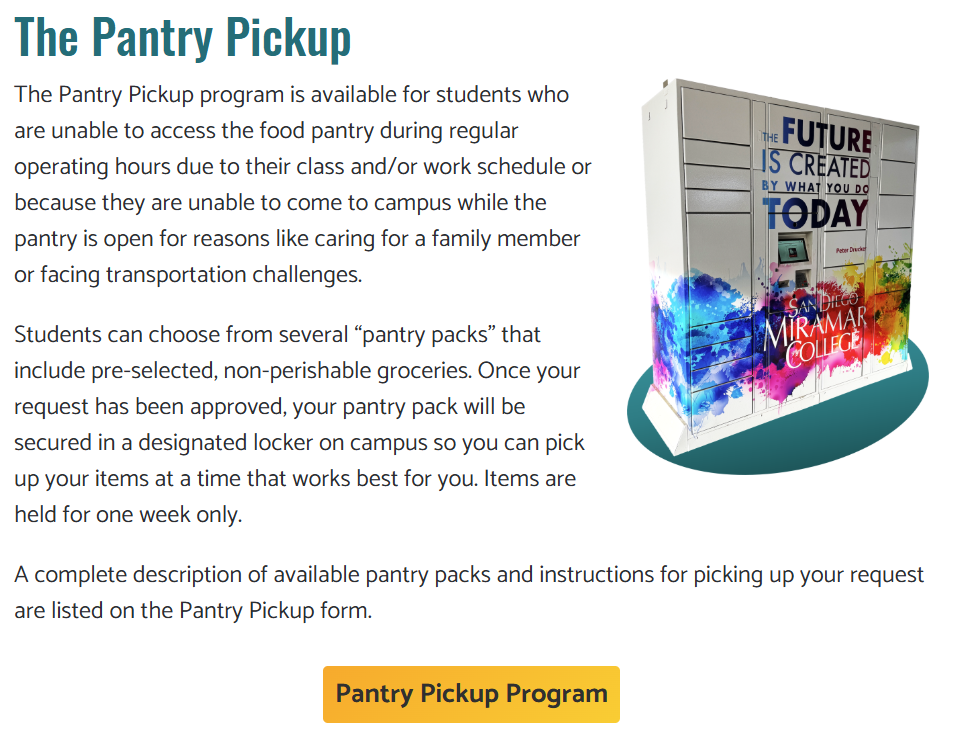 The Pantry Pickup
The Pantry Pickup program is available for students who
are unable to access the food pantry during regular
operating hours due to their class and/or work schedule or
because they are unable to come to campus while the
pantry is open for reasons like caring for a family member
or facing transportation challenges.
THE FUTURE
IS CREATED
BY WHAT YOU DO
TODAY
Peter Drucker
SAN DIEGO
MIRAMAR
COLLEGE
Students can choose from several “pantry packs” that
include pre-selected, non-perishable groceries. Once your
request has been approved, your pantry pack will be
secured in a designated locker on campus so you can pick
up your items at a time that works best for you. Items are
held for one week only.
A complete description of available pantry packs and instructions for picking up your request
are listed on the Pantry Pickup form.
Pantry Pickup Program